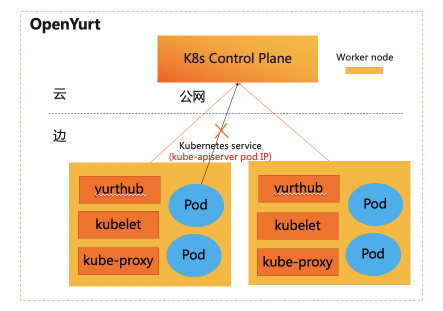 OpenYurt
K8s Control Plane
Worker node
云
公网
边
Kubernetes service
(kube-apiserver pod IP)
yurthub
Pod
kubelet
Pod
kube-proxy
yurthub
Pod
kubelet
Pod
kube-proxy